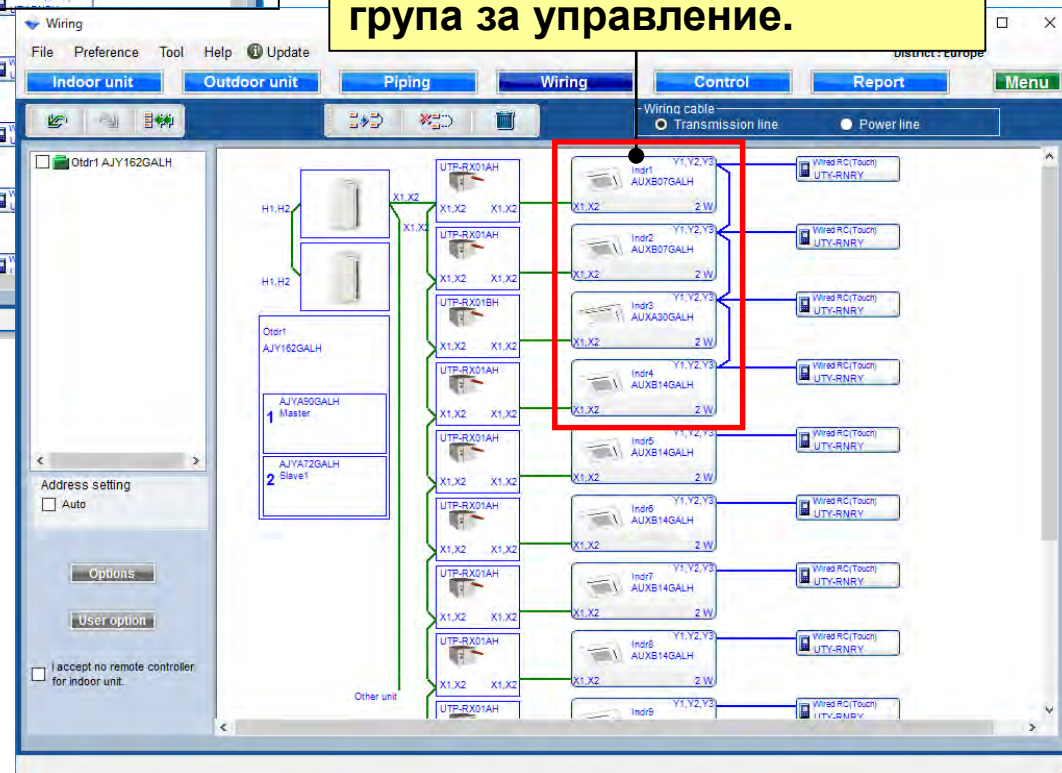 група за управление.
Wiring
File Preference Tool Help Update
District : Europe
Indoor unit Outdoor unit Piping Wiring Control Report Menu
Wiring cable
Transmission line Power line
Otdr1 AJY162GALH
Address setting
Auto
Options
User option
I accept no remote controller
for indoor unit.
H1,H2
X1,X2
X1,X2
H1,H2
Otdr1
AJY162GALH
AJYA90GALH
1 Master
AJYA72GALH
2 Slave1
Other unit
UTP-RX01AH
X1,X2 X1,X2
Indr1 Y1,Y2,Y3
AUXB07GALH
X1,X2 2 W
Wired RC(Touch)
UTY-RNRY
UTP-RX01AH
X1,X2 X1,X2
Indr2 Y1,Y2,Y3
AUXB07GALH
X1,X2 2 W
Wired RC(Touch)
UTY-RNRY
UTP-RX01BH
X1,X2 X1,X2
Indr3 Y1,Y2,Y3
AUXA30GALH
X1,X2 2 W
Wired RC(Touch)
UTY-RNRY
UTP-RX01AH
X1,X2 X1,X2
Indr4 Y1,Y2,Y3
AUXB14GALH
X1,X2 2 W
Wired RC(Touch)
UTY-RNRY
UTP-RX01AH
X1,X2 X1,X2
Indr5 Y1,Y2,Y3
AUXB14GALH
X1,X2 2 W
Wired RC(Touch)
UTY-RNRY
UTP-RX01AH
X1,X2 X1,X2
Indr6 Y1,Y2,Y3
AUXB14GALH
X1,X2 2 W
Wired RC(Touch)
UTY-RNRY
UTP-RX01AH
X1,X2 X1,X2
Indr7 Y1,Y2,Y3
AUXB14GALH
X1,X2 2 W
Wired RC(Touch)
UTY-RNRY
UTP-RX01AH
X1,X2 X1,X2
Indr8 Y1,Y2,Y3
AUXB14GALH
X1,X2 2 W
Wired RC(Touch)
UTY-RNRY
UTP-RX01AH
Indr9 Y1,Y2,Y3
Wired RC(Touch)
UTY-RNRY